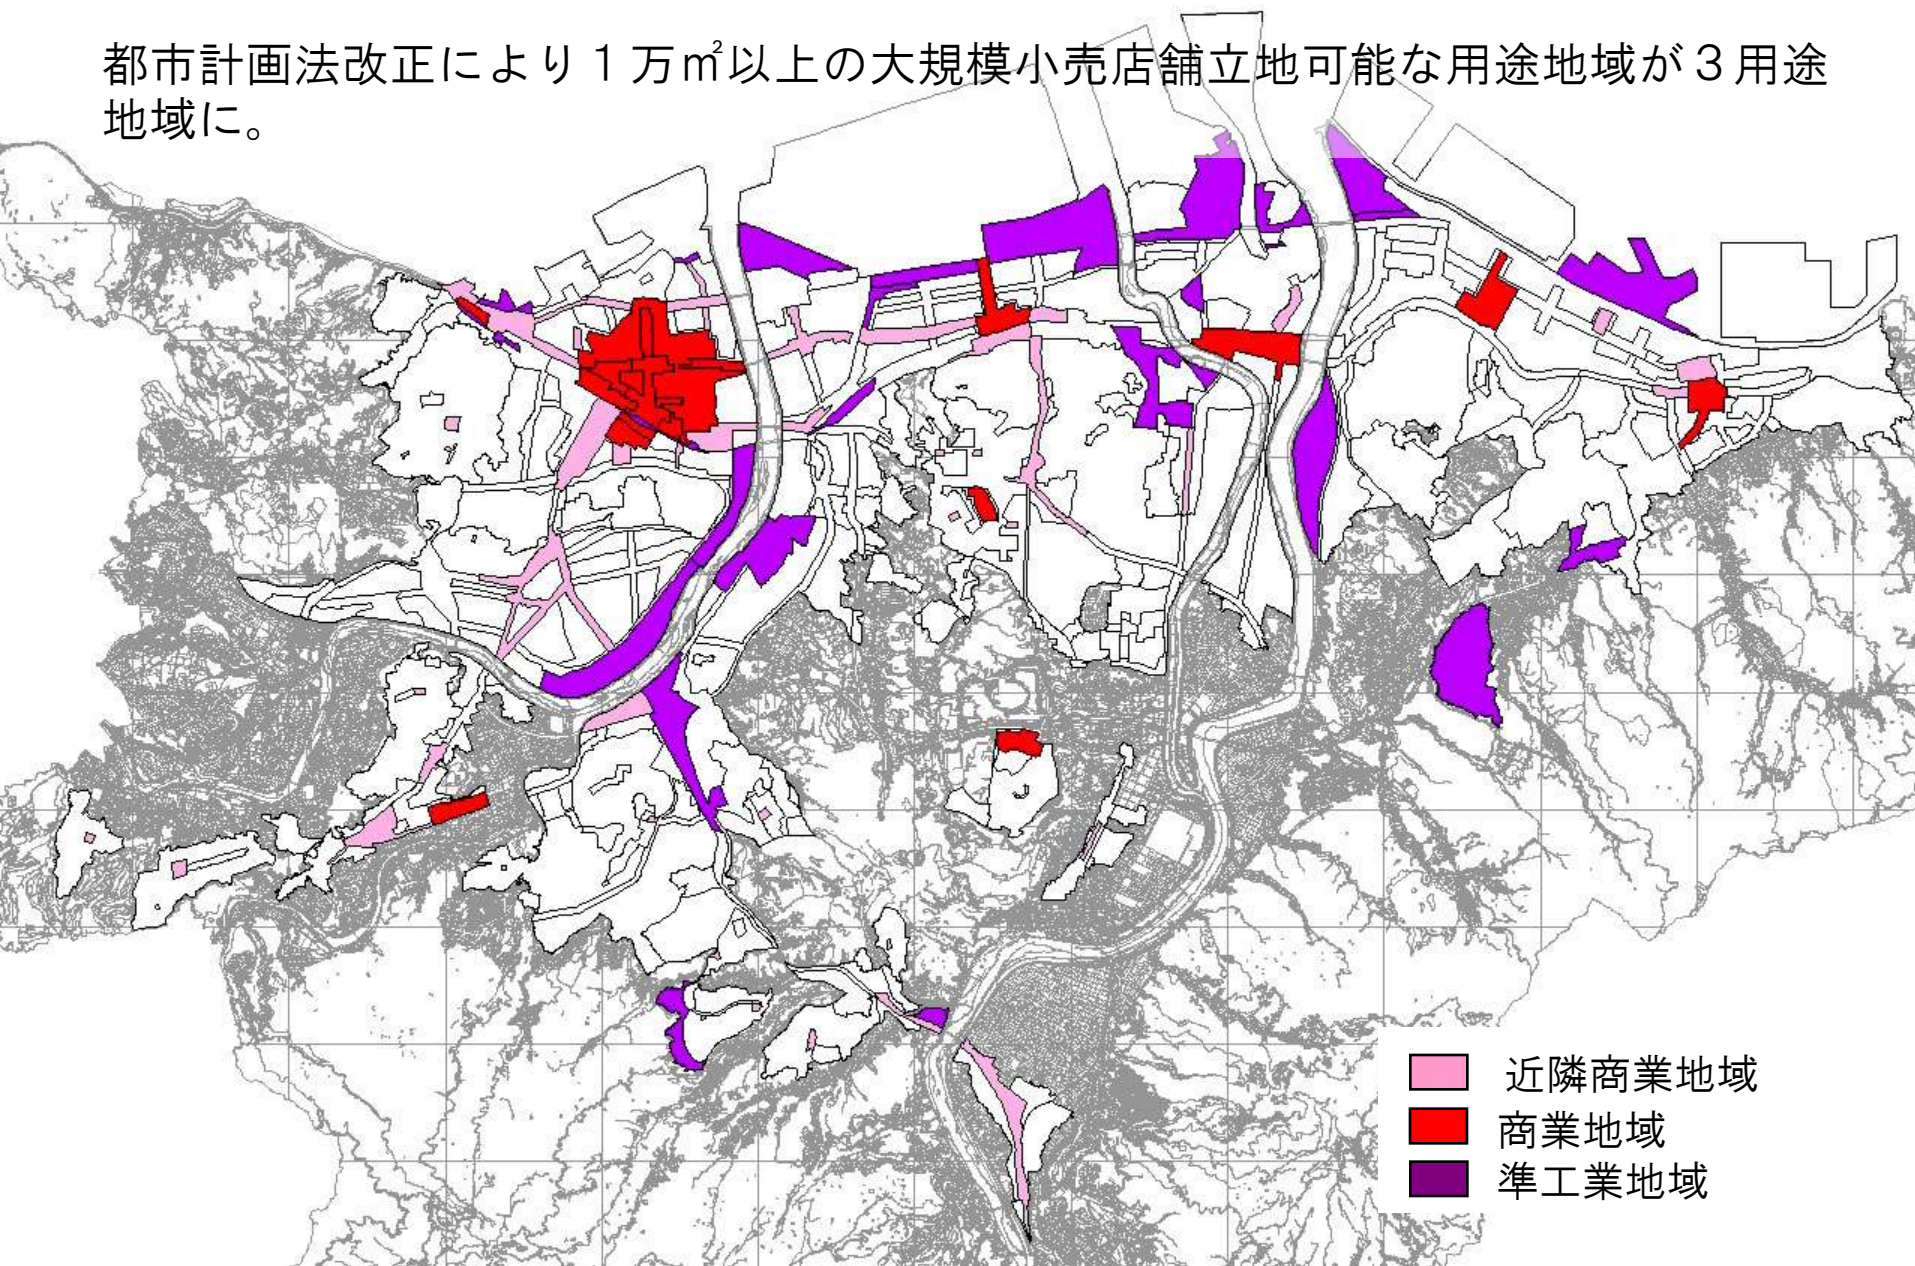 都市計画法改正により１万㎡以上の大規模小売店舗立地可能な用途地域が３用途
地域に。
近隣商業地域
商業地域
準工業地域